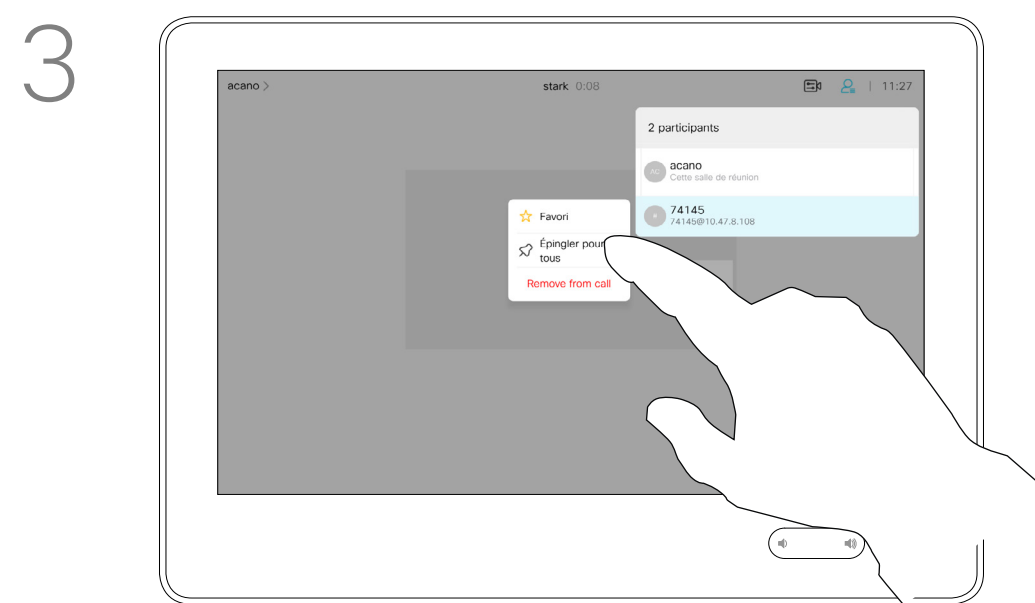 3
acano >
stark 0:08
| 11:27
2 participants
AC
acano
Cette salle de réunion
74145
74145@10.47.8.108
Favori
Épingler pour
tous
Remove from call